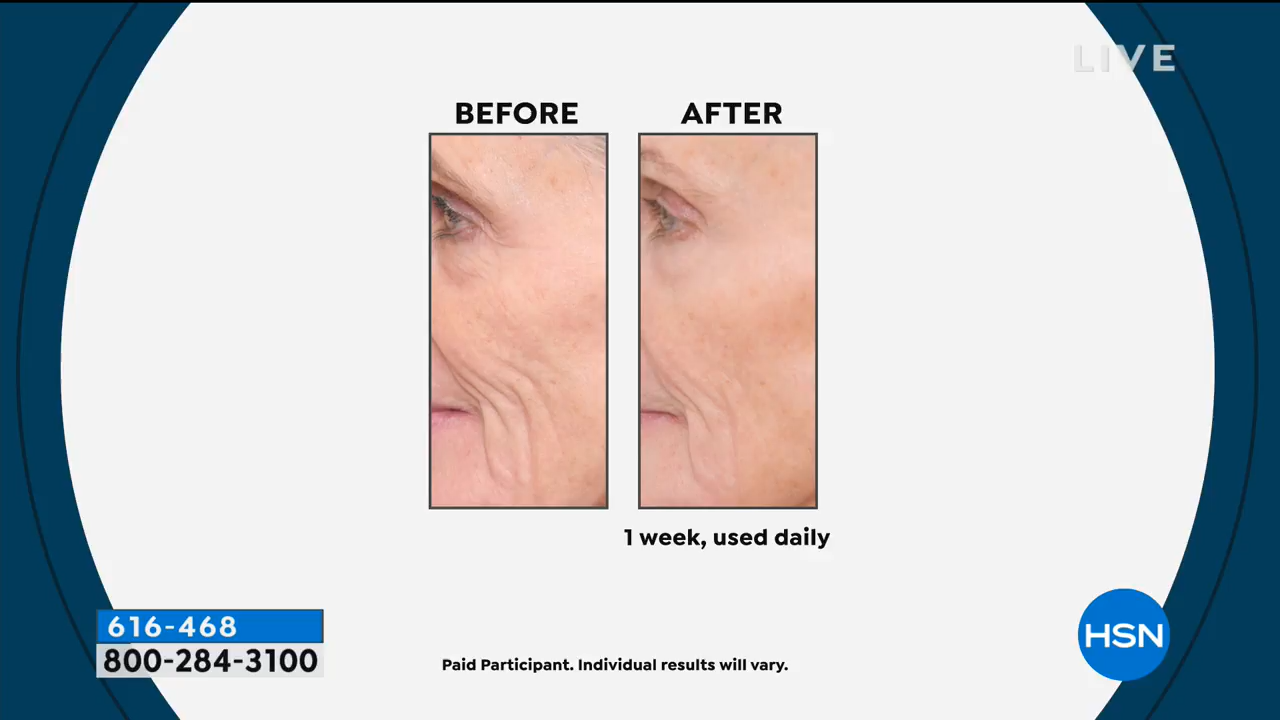 LIVE
BEFORE
AFTER
1 week, used daily
616-468
800-284-3100
Paid Participant. Individual results will vary.
HSN